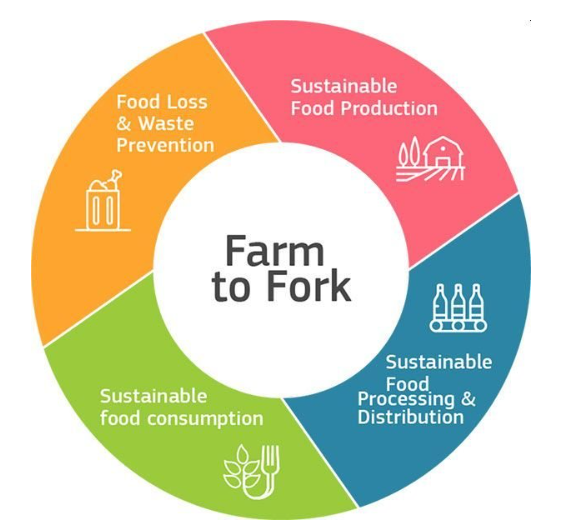 Sustainable
Food Production
Food Loss
& Waste
Prevention
Farm
to Fork
Sustainable
Food
Processing &
Distribution
Sustainable
food consumption